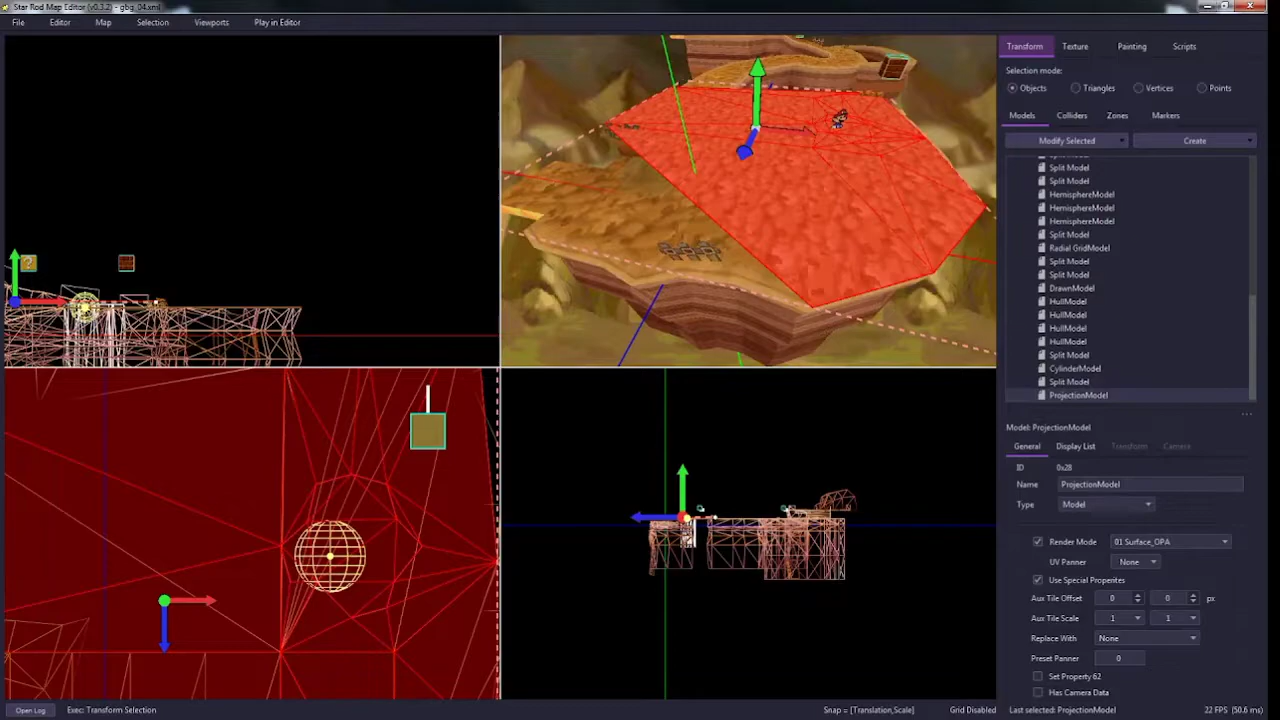 Star Rod Map Editor (v0.3.2) - gbg_04.xml
File Editor Map Selection Viewports Play in Editor
Transform Texture Painting Scripts
Selection mode:
Objects Triangles Vertices Points
Models Colliders Zones Markers
Modify Selected Create
Split Model
Split Model
Split Model
HemisphereModel
HemisphereModel
HemisphereModel
Split Model
Radial GridModel
Split Model
Split Model
DrawnModel
HullModel
HullModel
HullModel
HullModel
Split Model
CylinderModel
Split Model
ProjectionModel
Model: ProjectionModel
General Display List Transform Camera
ID 0x28
Name ProjectionModel
Type Model
Render Mode 01 Surface_OPA
UV Panner None
Use Special Properites
Aux Tile Offset 0 0 px
Aux Tile Scale 1 1
Replace With None
Preset Panner 0
Set Property 62
Has Camera Data
Open Log Exec: Transform Selection Snap = [Translation,Scale] Grid Disabled Last selected: ProjectionModel 22 FPS (50.6 ms)